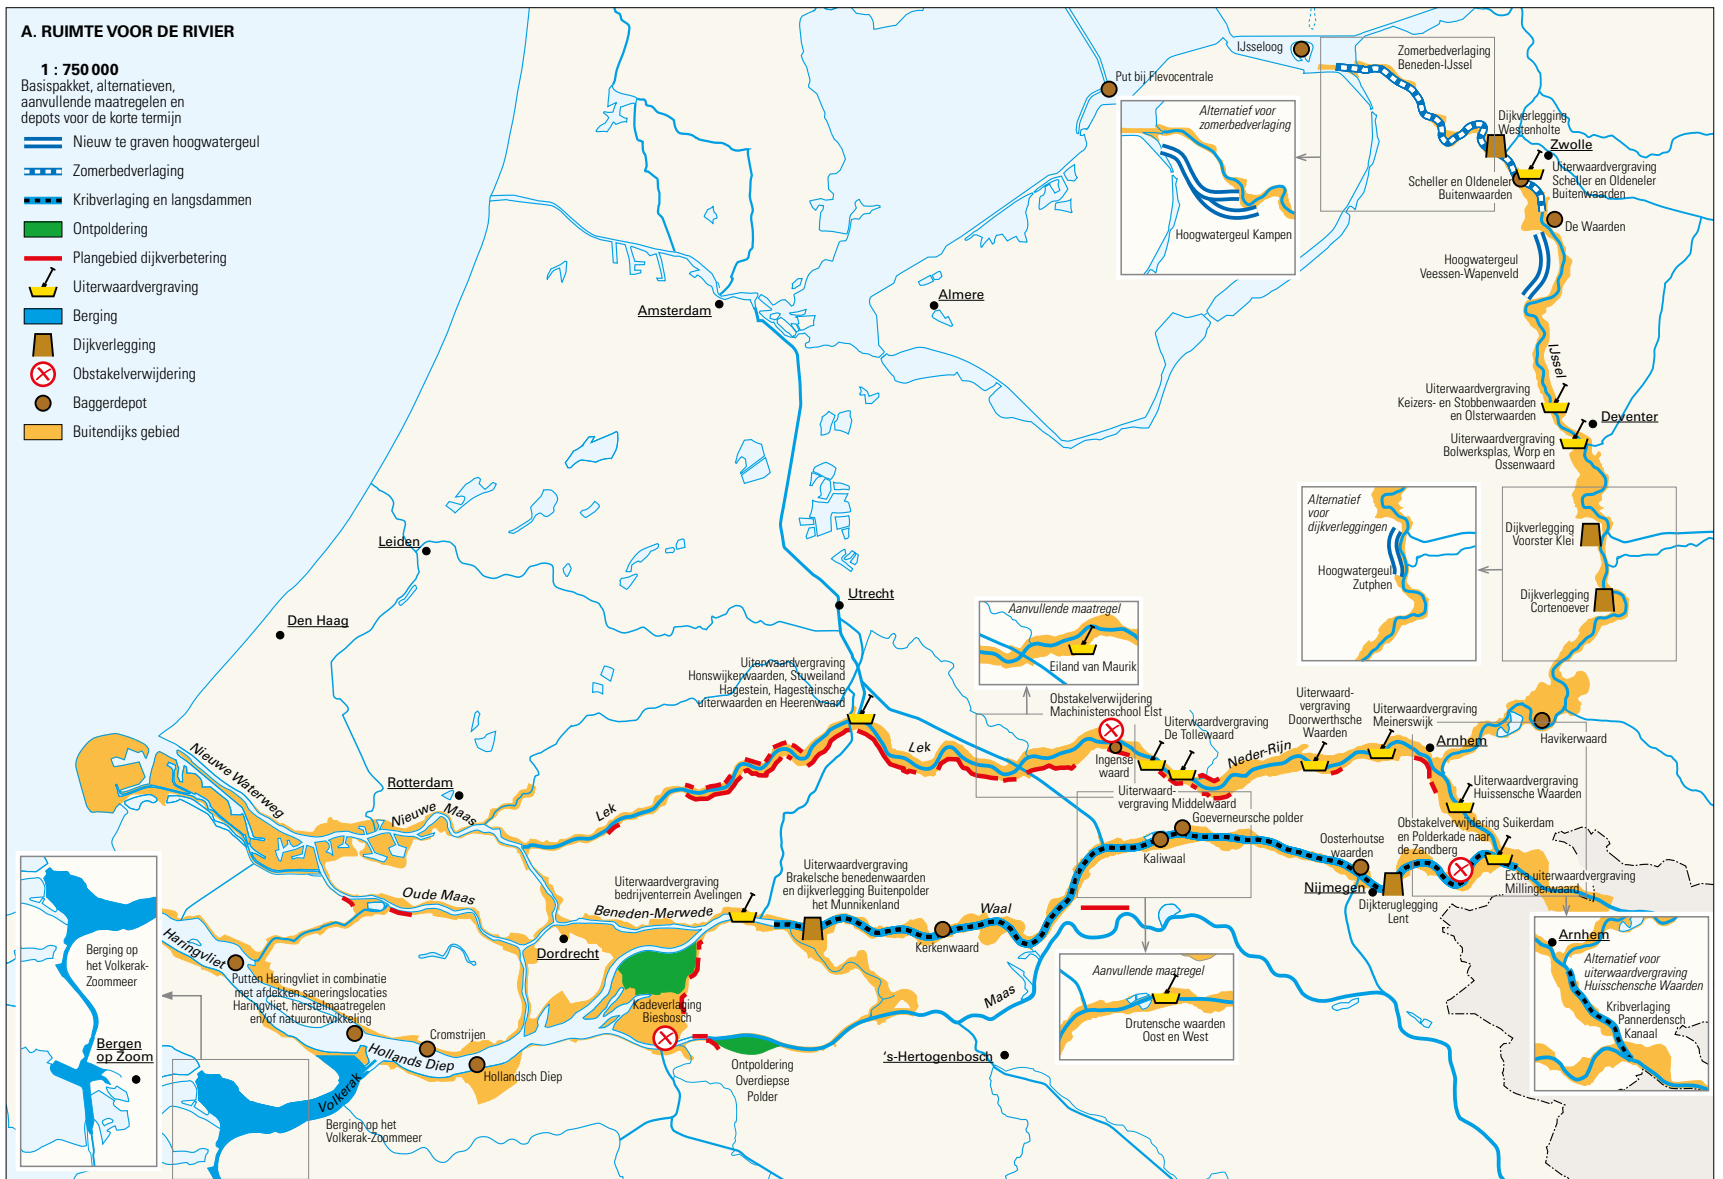 A. RUIMTE VOOR DE RIVIER
1 : 750 000
Basispakket, alternatieven,
aanvullende maatregelen en
depots voor de korte termijn
Nieuw te graven hoogwatergeul
Zomerbedverlaging
Kribverlaging en langsdammen
Ontpoldering
Plangebied dijkverbetering
Uiterwaardvergraving
Berging
Dijkverlegging
Obstakelverwijdering
Baggerdepot
Buitendijks gebied
IJsseloog
Put bij Flevocentrale
Zomerbedverlaging
Beneden-IJssel
Alternatief voor
zomerbedverlaging
Hoogwatergeul Kampen
Dijkverlegging
Westenholte
Zwolle
Uiterwaardvergraving
Scheller en Oldeneler
Buitenwaarden
Scheller en Oldeneler
Buitenwaarden
De Waarden
Hoogwatergeul
Veessen-Wapenveld
IJssel
Amsterdam
Almere
Uiterwaardvergraving
Keizers- en Stobbenwaarden
en Olsterwaarden
Deventer
Uiterwaardvergraving
Bolwerksplas, Worp en
Ossenwaard
Alternatief
voor
dijkverleggingen
Hoogwatergeul
Zutphen
Dijkverlegging
Voorster Klei
Dijkverlegging
Cortenoever
Leiden
Den Haag
Utrecht
Aanvullende maatregel
Eiland van Maurik
Uiterwaardvergraving
Honswijkerwaarden, Stuweiland
Hagestein, Hagesteinsche
uiterwaarden en Heerenwaard
Obstakelverwijdering
Machinistenschool Elst
Uiterwaardvergraving
De Tollewaard
Uiterwaard-
vergraving
Doorwerthsche
Waarden
Uiterwaardvergraving
Meinerswijk
Arnhem
Havikerwaard
Nieuwe Waterweg
Rotterdam
Nieuwe Maas
Lek
Lek
Ingense
waard
Neder-Rijn
Uiterwaard-
vergraving Middelwaard
Uiterwaardvergraving
Huissensche Waarden
Goeverneursche polder
Kaliwaal
Obstakelverwijdering Suikerdam
en Polderkade naar
de Zandberg
Oosterhoutse
waarden
Nijmegen
Dijkteruglegging
Lent
Extra uiterwaardvergraving
Millingerwaard
Uiterwaardvergraving
bedrijventerrein Avelingen
Uiterwaardvergraving
Brakelsche benedenwaarden
en dijkverlegging Buitenpolder
het Munnikenland
Oude Maas
Beneden-Merwede
Waal
Kerkenwaard
Dordrecht
Haringvliet
Berging op
het Volkerak-
Zoommeer
Putten Haringvliet in combinatie
met afdekken saneringslocaties
Haringvliet, herstelmaatregelen
en/of natuurontwikkeling
Kadeverlaging
Biesbosch
Maas
Aanvullende maatregel
Drutensche waarden
Oost en West
Arnhem
Alternatief voor
uiterwaardvergraving
Huisschensche Waarden
Kribverlaging
Pannerdensch
Kanaal
Bergen
op Zoom
Cromstrijen
Hollands Diep
Hollandsch Diep
Ontpoldering
Overdiepse
Polder
's-Hertogenbosch
Volkerak
Berging op het
Volkerak-Zoommeer